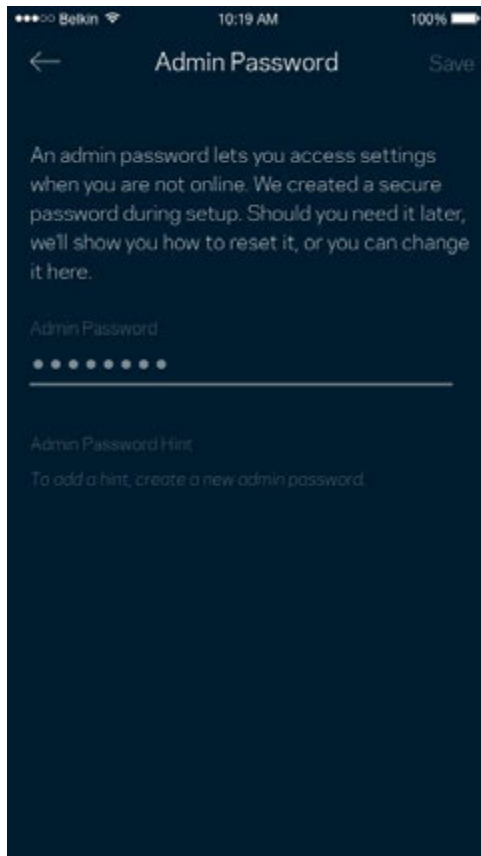 Belkin 10:19 AM 100%
← Admin Password Save
An admin password lets you access settings
when you are not online. We created a secure
password during setup. Should you need it later,
we'll show you how to reset it, or you can change
it here.
Admin Password
••••••••
Admin Password Hint
To add a hint, create a new admin password.